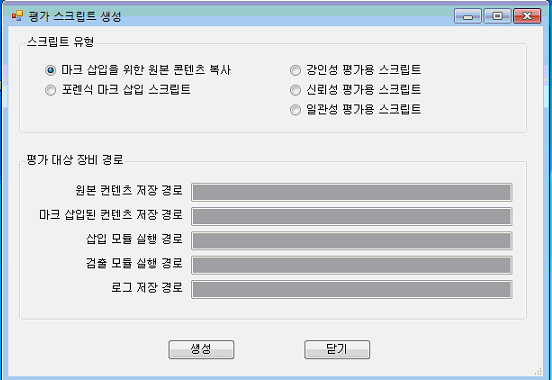 평가 스크립트 생성
스크립트 유형
마크 삽입을 위한 원본 콘텐츠 복사
포렌식 마크 삽입 스크립트
강인성 평가용 스크립트
신뢰성 평가용 스크립트
일관성 평가용 스크립트
평가 대상 장비 경로
원본 컨텐츠 저장 경로
마크 삽입된 컨텐츠 저장 경로
삽입 모듈 실행 경로
검출 모듈 실행 경로
로그 저장 경로
생성
닫기